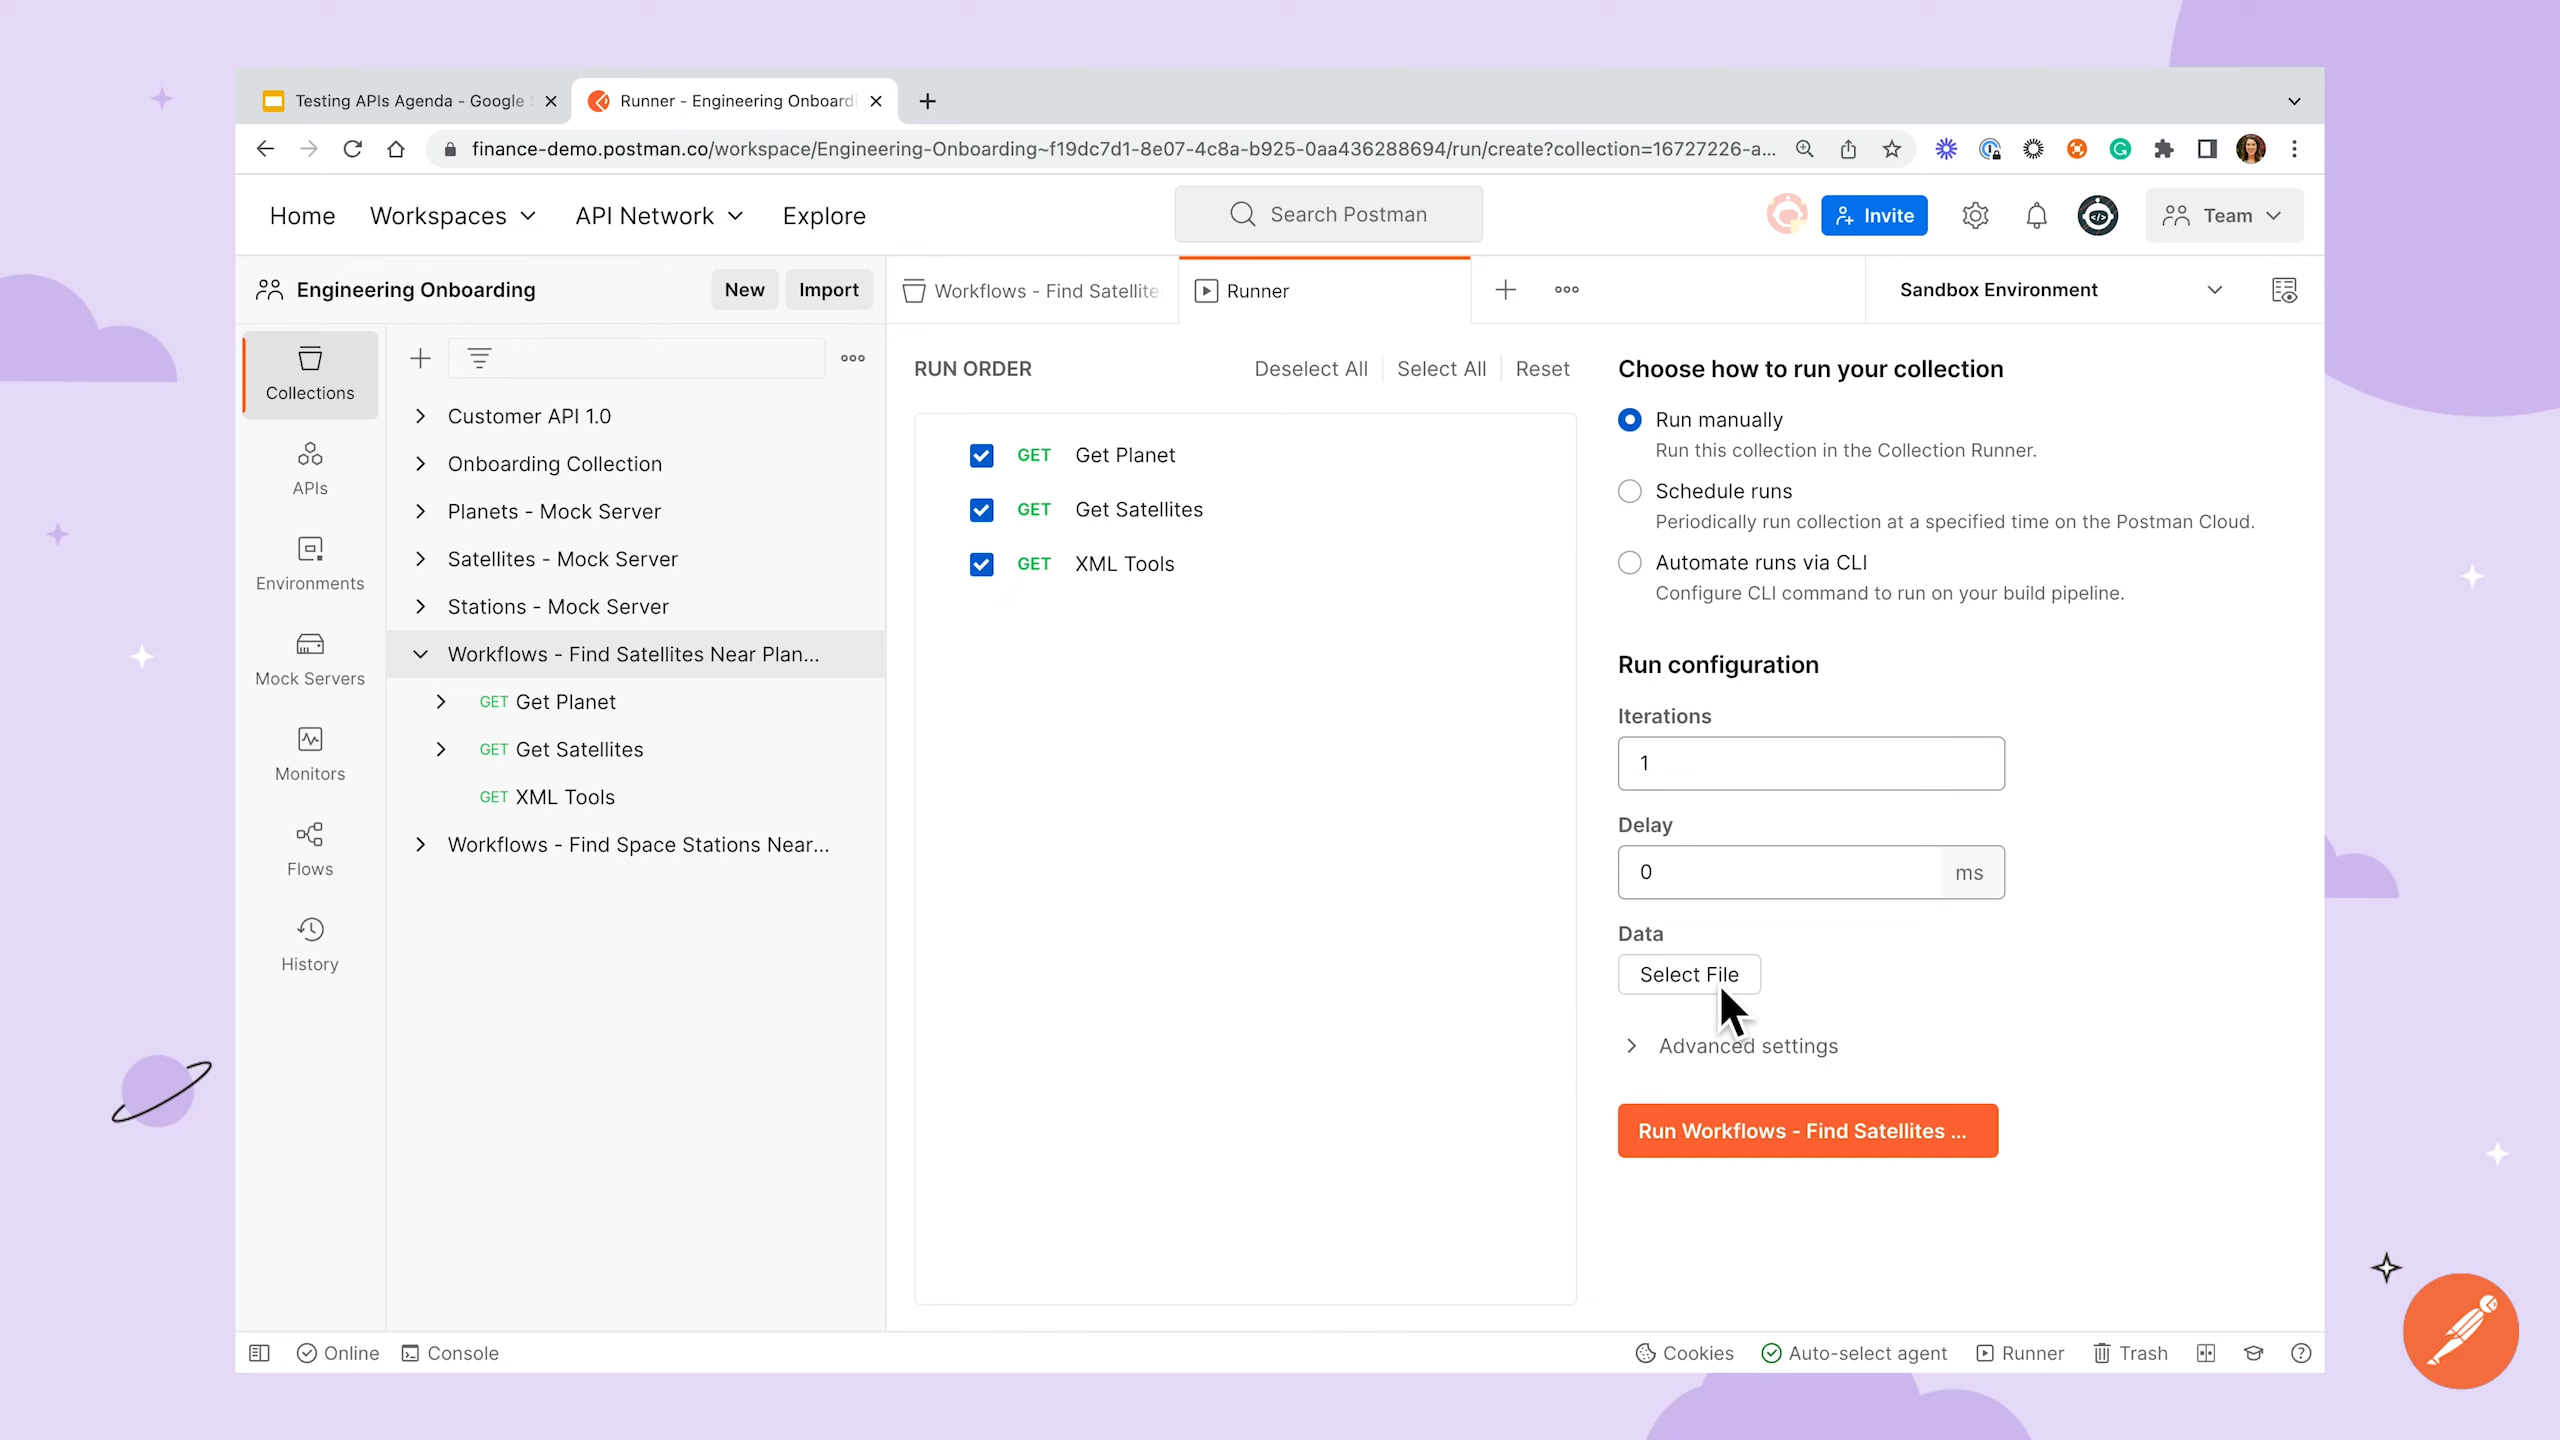 Testing APIs Agenda - Google
Runner - Engineering Onboardi
finance-demo.postman.co/workspace/Engineering-Onboarding~f19dc7d1-8e07-4c8a-b925-0aa436288694/run/create?collection=16727226-a...
Home Workspaces API Network Explore
Search Postman
Invite
Team
Engineering Onboarding
New
Import
Workflows - Find Satellite
Runner
Sandbox Environment
Collections
APIs
Environments
Mock Servers
Monitors
Flows
History
Customer API 1.0
Onboarding Collection
Planets - Mock Server
Satellites - Mock Server
Stations - Mock Server
Workflows - Find Satellites Near Plan...
GET Get Planet
GET Get Satellites
GET XML Tools
Workflows - Find Space Stations Near...
RUN ORDER
Deselect All
Select All
Reset
GET Get Planet
GET Get Satellites
GET XML Tools
Choose how to run your collection
Run manually
Run this collection in the Collection Runner.
Schedule runs
Periodically run collection at a specified time on the Postman Cloud.
Automate runs via CLI
Configure CLI command to run on your build pipeline.
Run configuration
Iterations
1
Delay
0 ms
Data
Select File
Advanced settings
Run Workflows - Find Satellites ...
Online
Console
Cookies
Auto-select agent
Runner
Trash